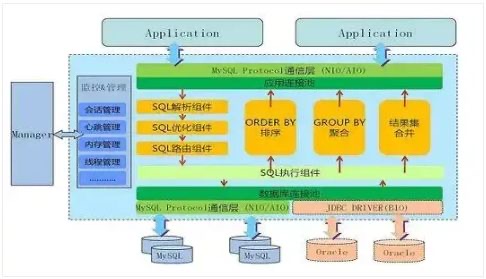 Application
Application
MySQL Protocol通信层 (NIO/AIO)
应用连接池
监控&管理
会话管理
心跳管理
内存管理
线程管理
............
Manager
SQL解析组件
SQL优化组件
SQL路由组件
ORDER BY
排序
GROUP BY
聚合
结果集
合并
SQL执行组件
数据库连接池
MySQL Protocol通信层 (NIO/AIO)
JDBC DRIVER(BIO)
MySQL
MySQL
Oracle
Oracle